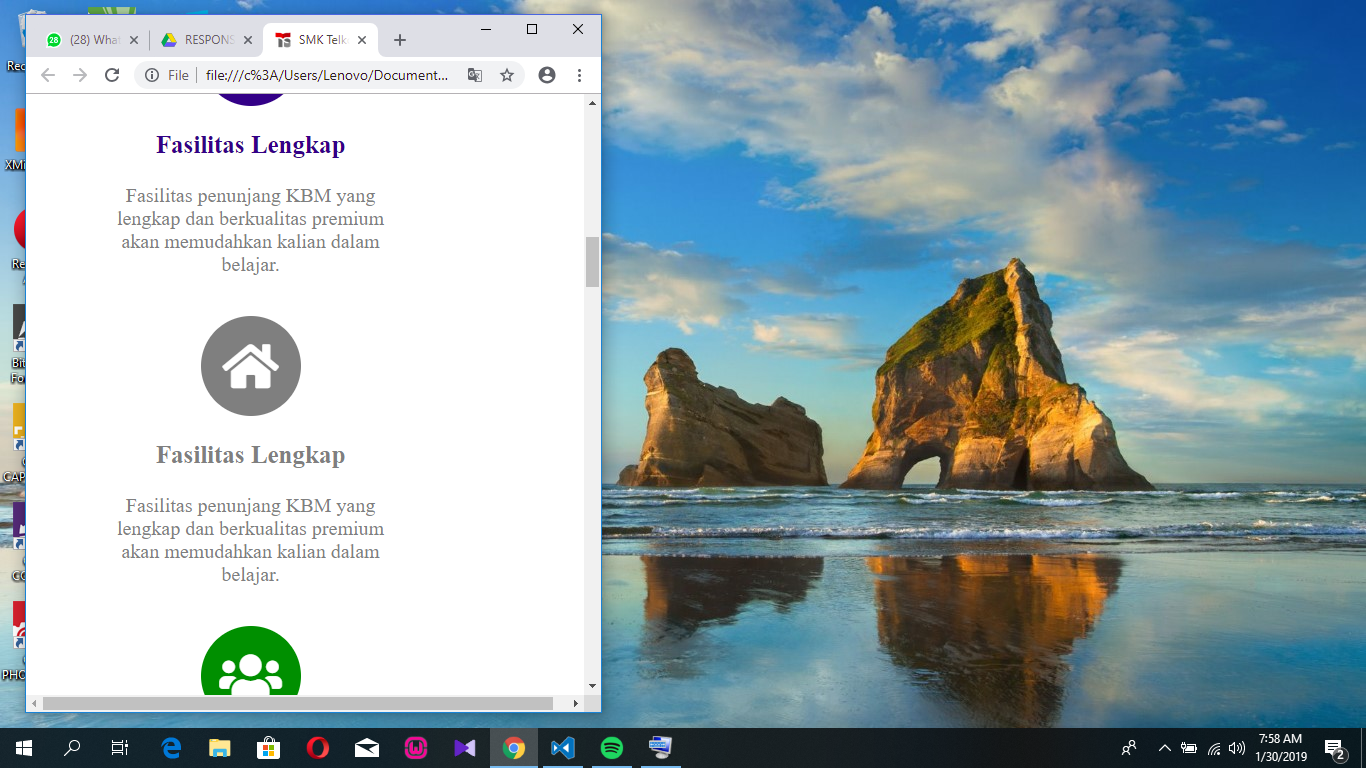 (28) What
RESPONS
SMK Telk
File
file:///c%3A/Users/Lenovo/Document...
Fasilitas Lengkap
Fasilitas penunjang KBM yang
lengkap dan berkualitas premium
akan memudahkan kalian dalam
belajar.
Fasilitas Lengkap
Fasilitas penunjang KBM yang
lengkap dan berkualitas premium
akan memudahkan kalian dalam
belajar.
Rec
XMi
Re
Bit
Fo
CAP
CO
PHO
7:58 AM
1/30/2019
2